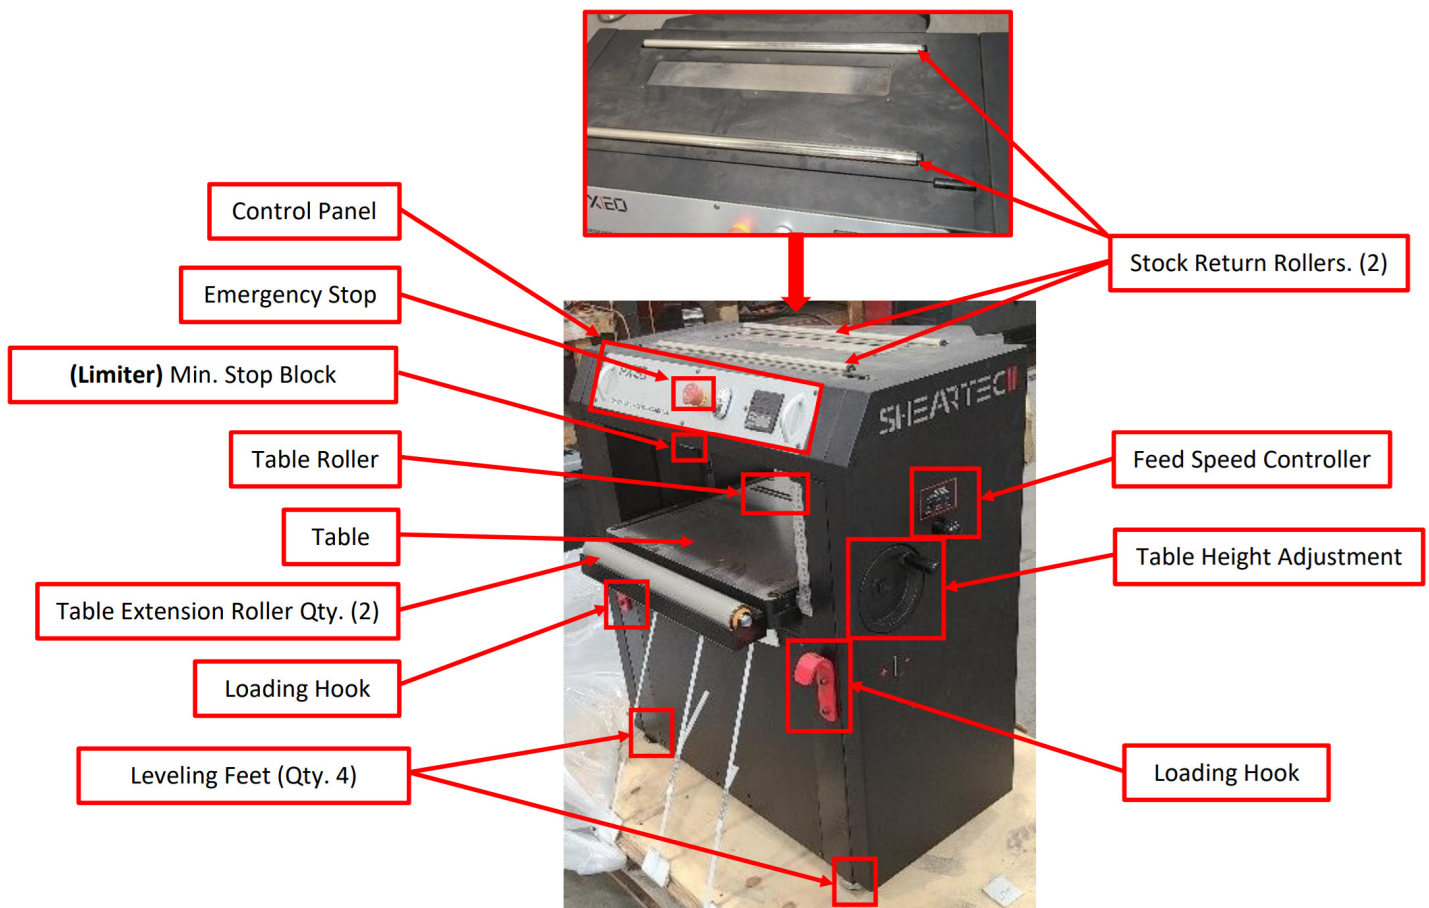 Control Panel
Emergency Stop
(Limiter) Min. Stop Block
Table Roller
Table
Table Extension Roller Qty. (2)
Loading Hook
Leveling Feet (Qty. 4)
Stock Return Rollers. (2)
Feed Speed Controller
Table Height Adjustment
Loading Hook
SHEARTECH